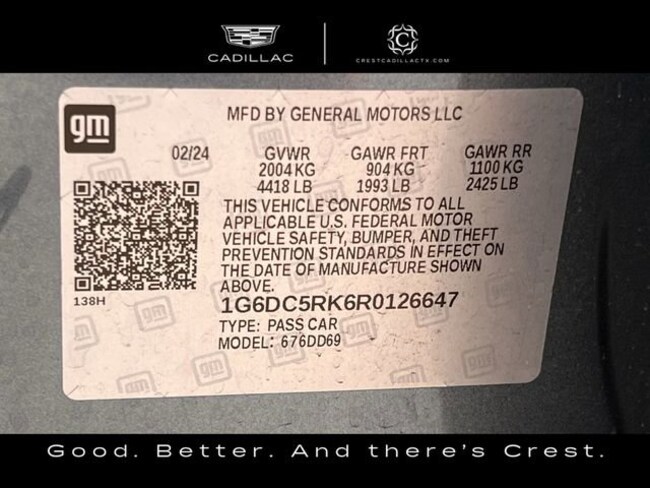 CADILLAC
C
CRESTCADILLACTX.COM
gm
MFD BY GENERAL MOTORS LLC
02/24 GVWR GAWR FRT GAWR RR
2004 KG 904 KG 1100 KG
4418 LB 1993 LB 2425 LB
THIS VEHICLE CONFORMS TO ALL
APPLICABLE U.S. FEDERAL MOTOR
VEHICLE SAFETY, BUMPER, AND THEFT
PREVENTION STANDARDS IN EFFECT ON
THE DATE OF MANUFACTURE SHOWN
ABOVE.
138H
1G6DC5RK6R0126647
TYPE: PASS CAR
MODEL: 676DD69
Good. Better. And there's Crest.